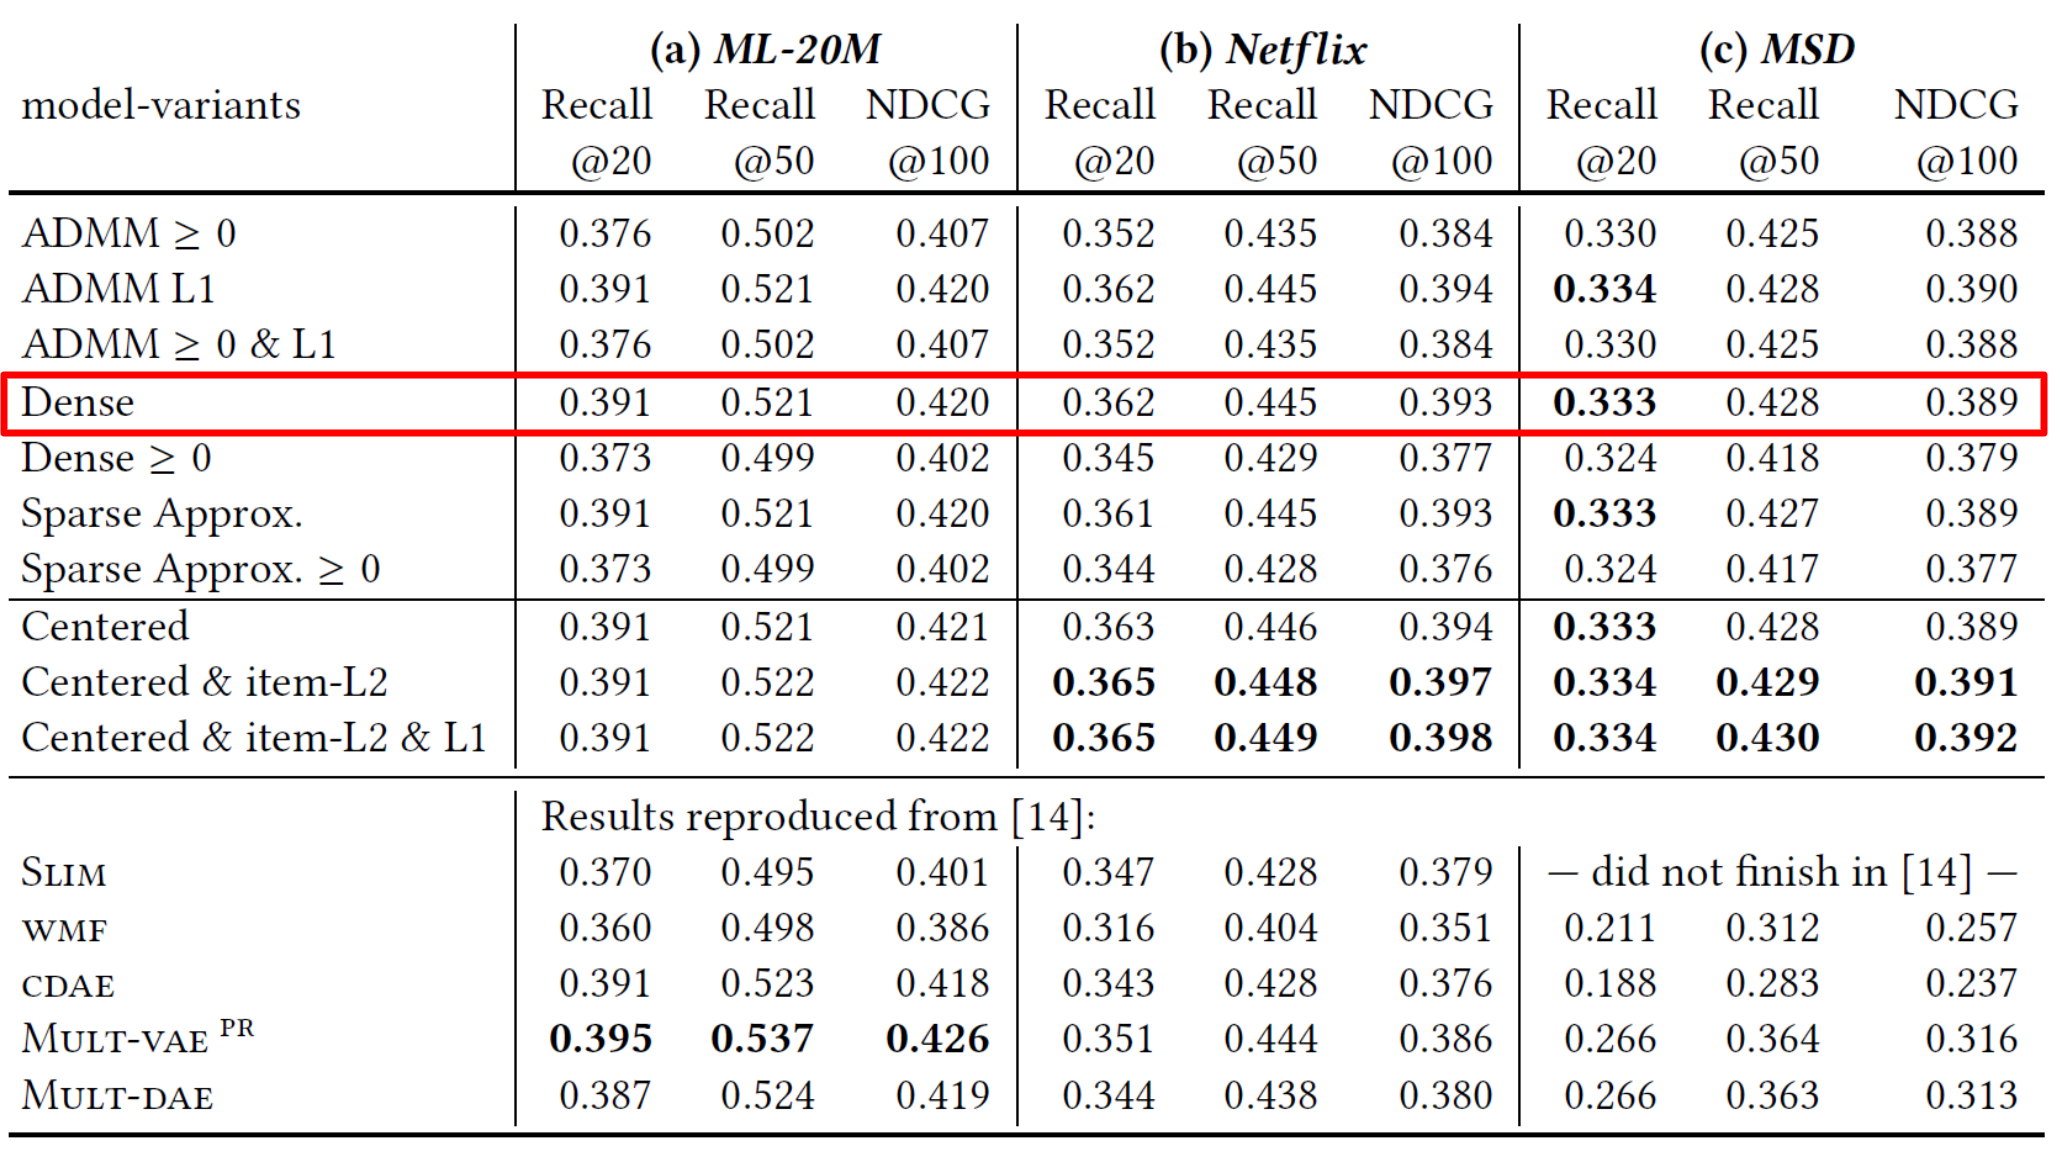 (a) ML-20M (b) Netflix (c) MSD
model-variants Recall Recall NDCG Recall Recall NDCG Recall Recall NDCG
@20 @50 @100 @20 @50 @100 @20 @50 @100
ADMM ≥ 0 0.376 0.502 0.407 0.352 0.435 0.384 0.330 0.425 0.388
ADMM L1 0.391 0.521 0.420 0.362 0.445 0.394 0.334 0.428 0.390
ADMM ≥ 0 & L1 0.376 0.502 0.407 0.352 0.435 0.384 0.330 0.425 0.388
Dense 0.391 0.521 0.420 0.362 0.445 0.393 0.333 0.428 0.389
Dense ≥ 0 0.373 0.499 0.402 0.345 0.429 0.377 0.324 0.418 0.379
Sparse Approx. 0.391 0.521 0.420 0.361 0.445 0.393 0.333 0.427 0.389
Sparse Approx. ≥ 0 0.373 0.499 0.402 0.344 0.428 0.376 0.324 0.417 0.377
Centered 0.391 0.521 0.421 0.363 0.446 0.394 0.333 0.428 0.389
Centered & item-L2 0.391 0.522 0.422 0.365 0.448 0.397 0.334 0.429 0.391
Centered & item-L2 & L1 0.391 0.522 0.422 0.365 0.449 0.398 0.334 0.430 0.392
Results reproduced from [14]:
SLIM 0.370 0.495 0.401 0.347 0.428 0.379 — did not finish in [14] —
WMF 0.360 0.498 0.386 0.316 0.404 0.351 0.211 0.312 0.257
CDAE 0.391 0.523 0.418 0.343 0.428 0.376 0.188 0.283 0.237
MULT-VAE PR 0.395 0.537 0.426 0.351 0.444 0.386 0.266 0.364 0.316
MULT-DAE 0.387 0.524 0.419 0.344 0.438 0.380 0.266 0.363 0.313